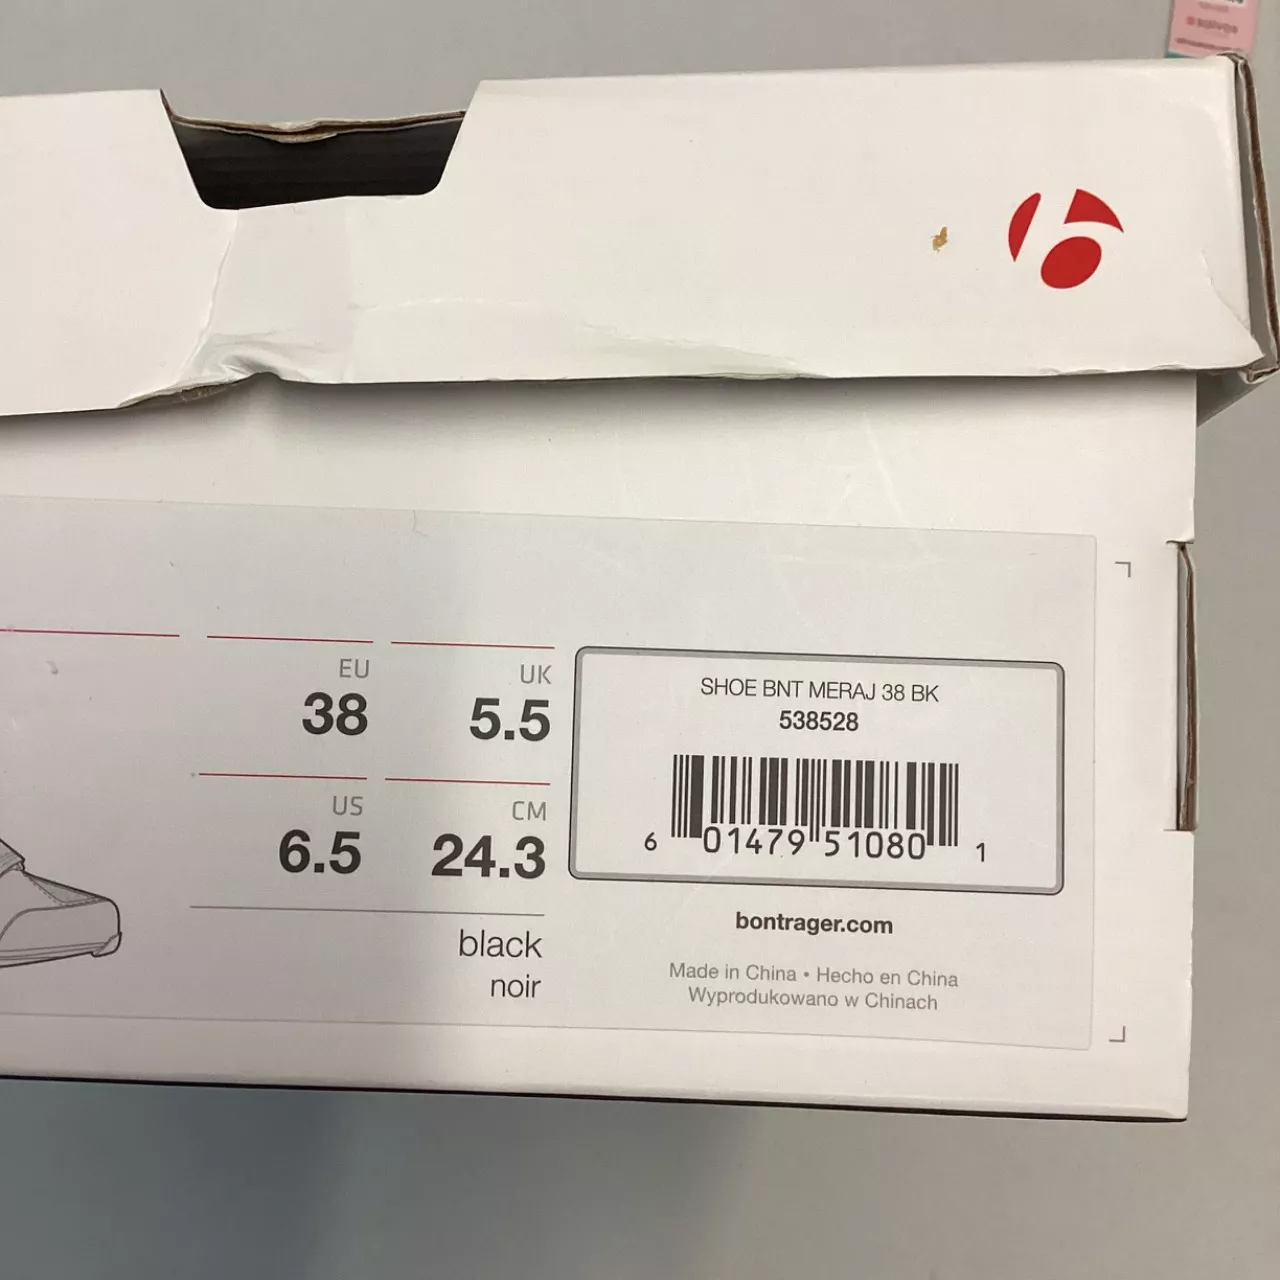 EU
38
UK
5.5
US
6.5
CM
24.3
black
noir
SHOE BNT MERAJ 38 BK
538528
6 01479 51080 1
bontrager.com
Made in China • Hecho en China
Wyprodukowano w Chinach